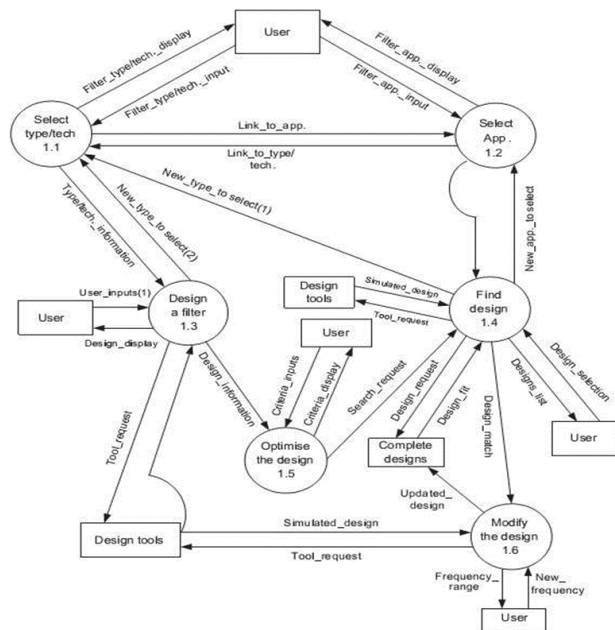 User
Filter_type/tech._display
Filter_type/tech._input
Filter_app._display
Filter_app._input
Select
type/tech
1.1
Link_to_app.
Link_to_type/
tech.
Select
App.
1.2
New_type_to select(1)
Type/tech._information
New_type_to select(2)
New_app._to select
User
User_inputs(1)
Design_display
Design
a filter
1.3
Design
tools
Simulated_design
Tool_request
Find
design
1.4
User
Criteria_inputs
Criteria_display
Search_request
Design_request
Design_fit
Designs_list
Design_selection
Design_match
Design_information
Tool_request
Optimise
the design
1.5
Complete
designs
User
Updated_
design
Design tools
Simulated_design
Tool_request
Modify
the design
1.6
Frequency_
range
New_
frequency
User